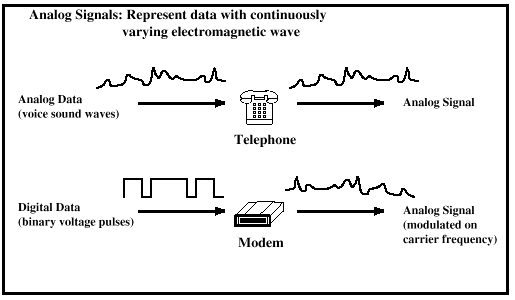 Analog Signals: Represent data with continuously
varying electromagnetic wave
Analog Data
(voice sound waves)
Analog Signal
Telephone
Digital Data
(binary voltage pulses)
Analog Signal
(modulated on
carrier frequency)
Modem